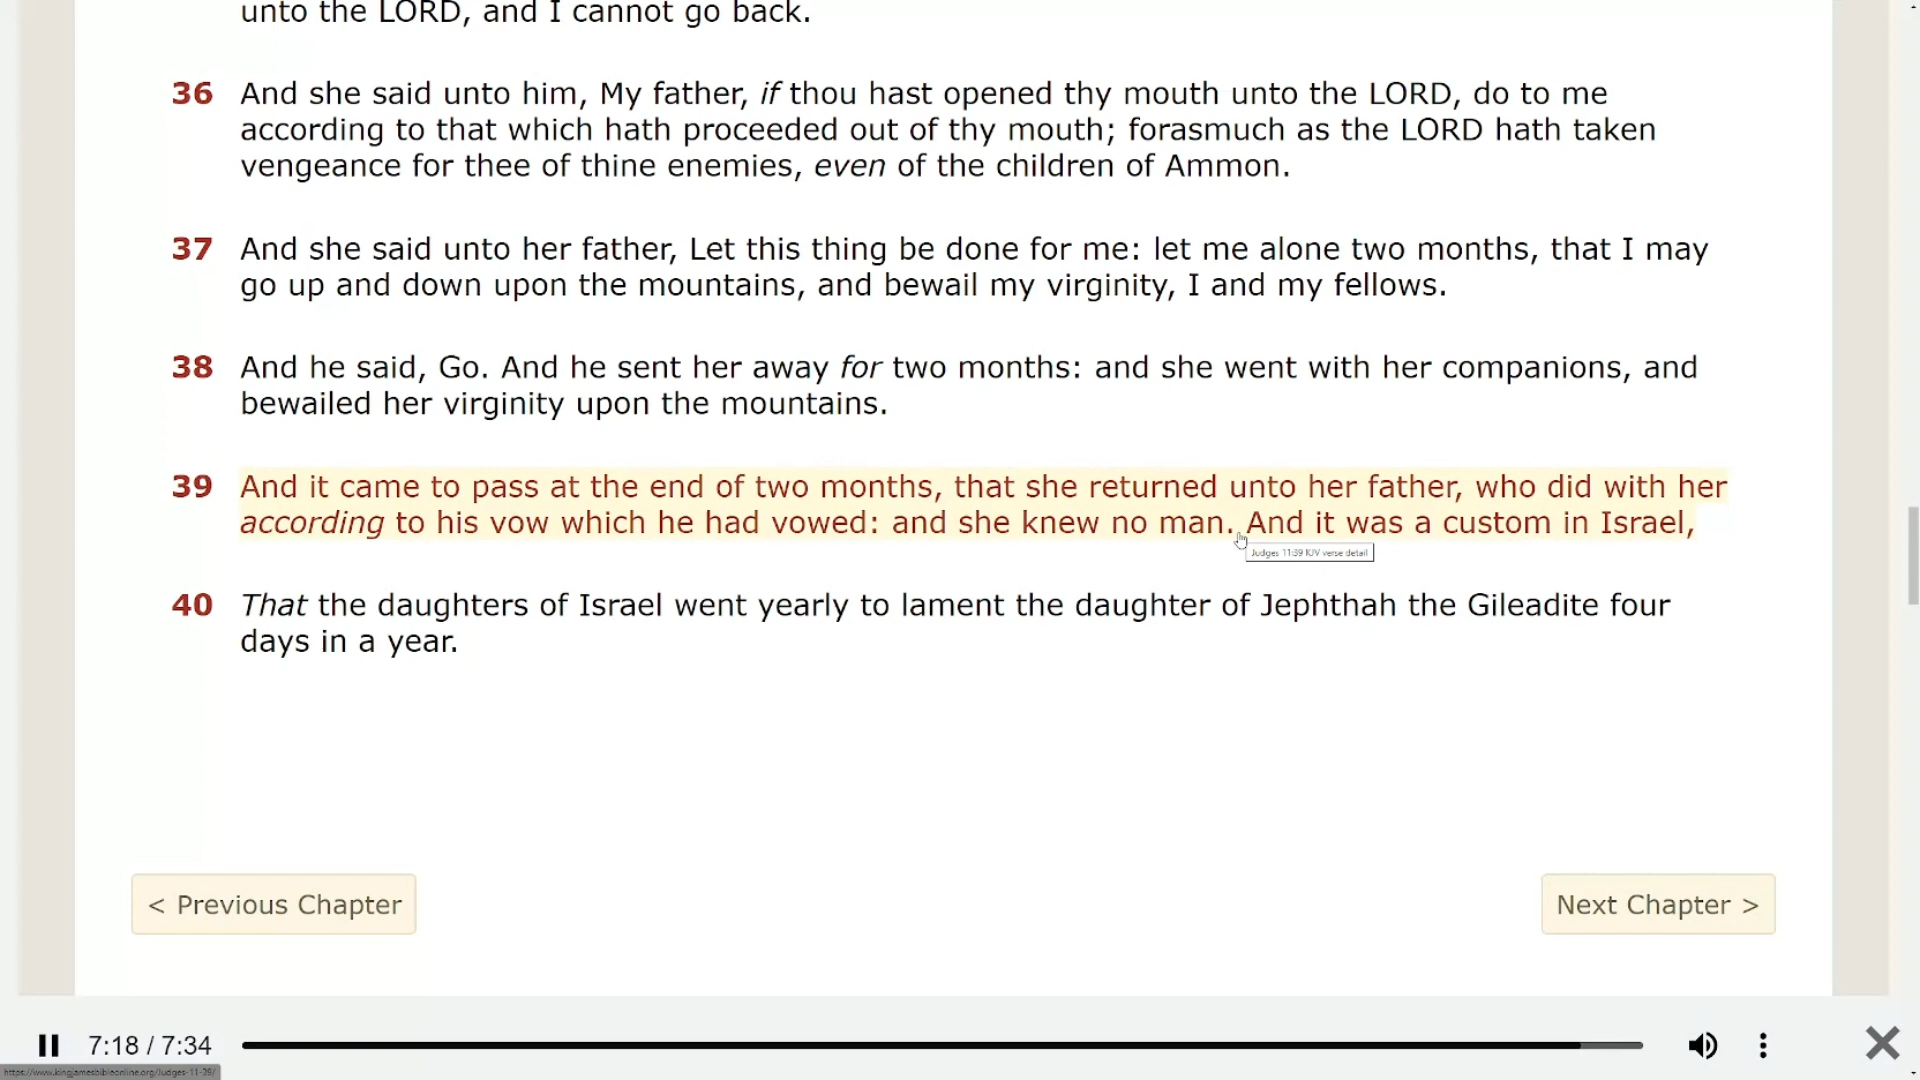 unto the LORD, and I cannot go back.
36 And she said unto him, My father, if thou hast opened thy mouth unto the LORD, do to me
according to that which hath proceeded out of thy mouth; forasmuch as the LORD hath taken
vengeance for thee of thine enemies, even of the children of Ammon.
37 And she said unto her father, Let this thing be done for me: let me alone two months, that I may
go up and down upon the mountains, and bewail my virginity, I and my fellows.
38 And he said, Go. And he sent her away for two months: and she went with her companions, and
bewailed her virginity upon the mountains.
39 And it came to pass at the end of two months, that she returned unto her father, who did with her
according to his vow which he had vowed: and she knew no man. And it was a custom in Israel,
Judges 11:39 KJV verse detail
40 That the daughters of Israel went yearly to lament the daughter of Jephthah the Gileadite four
days in a year.
< Previous Chapter
Next Chapter >
7:18 / 7:34
https://www.kingjamesbibleonline.org/Judges-11-39/